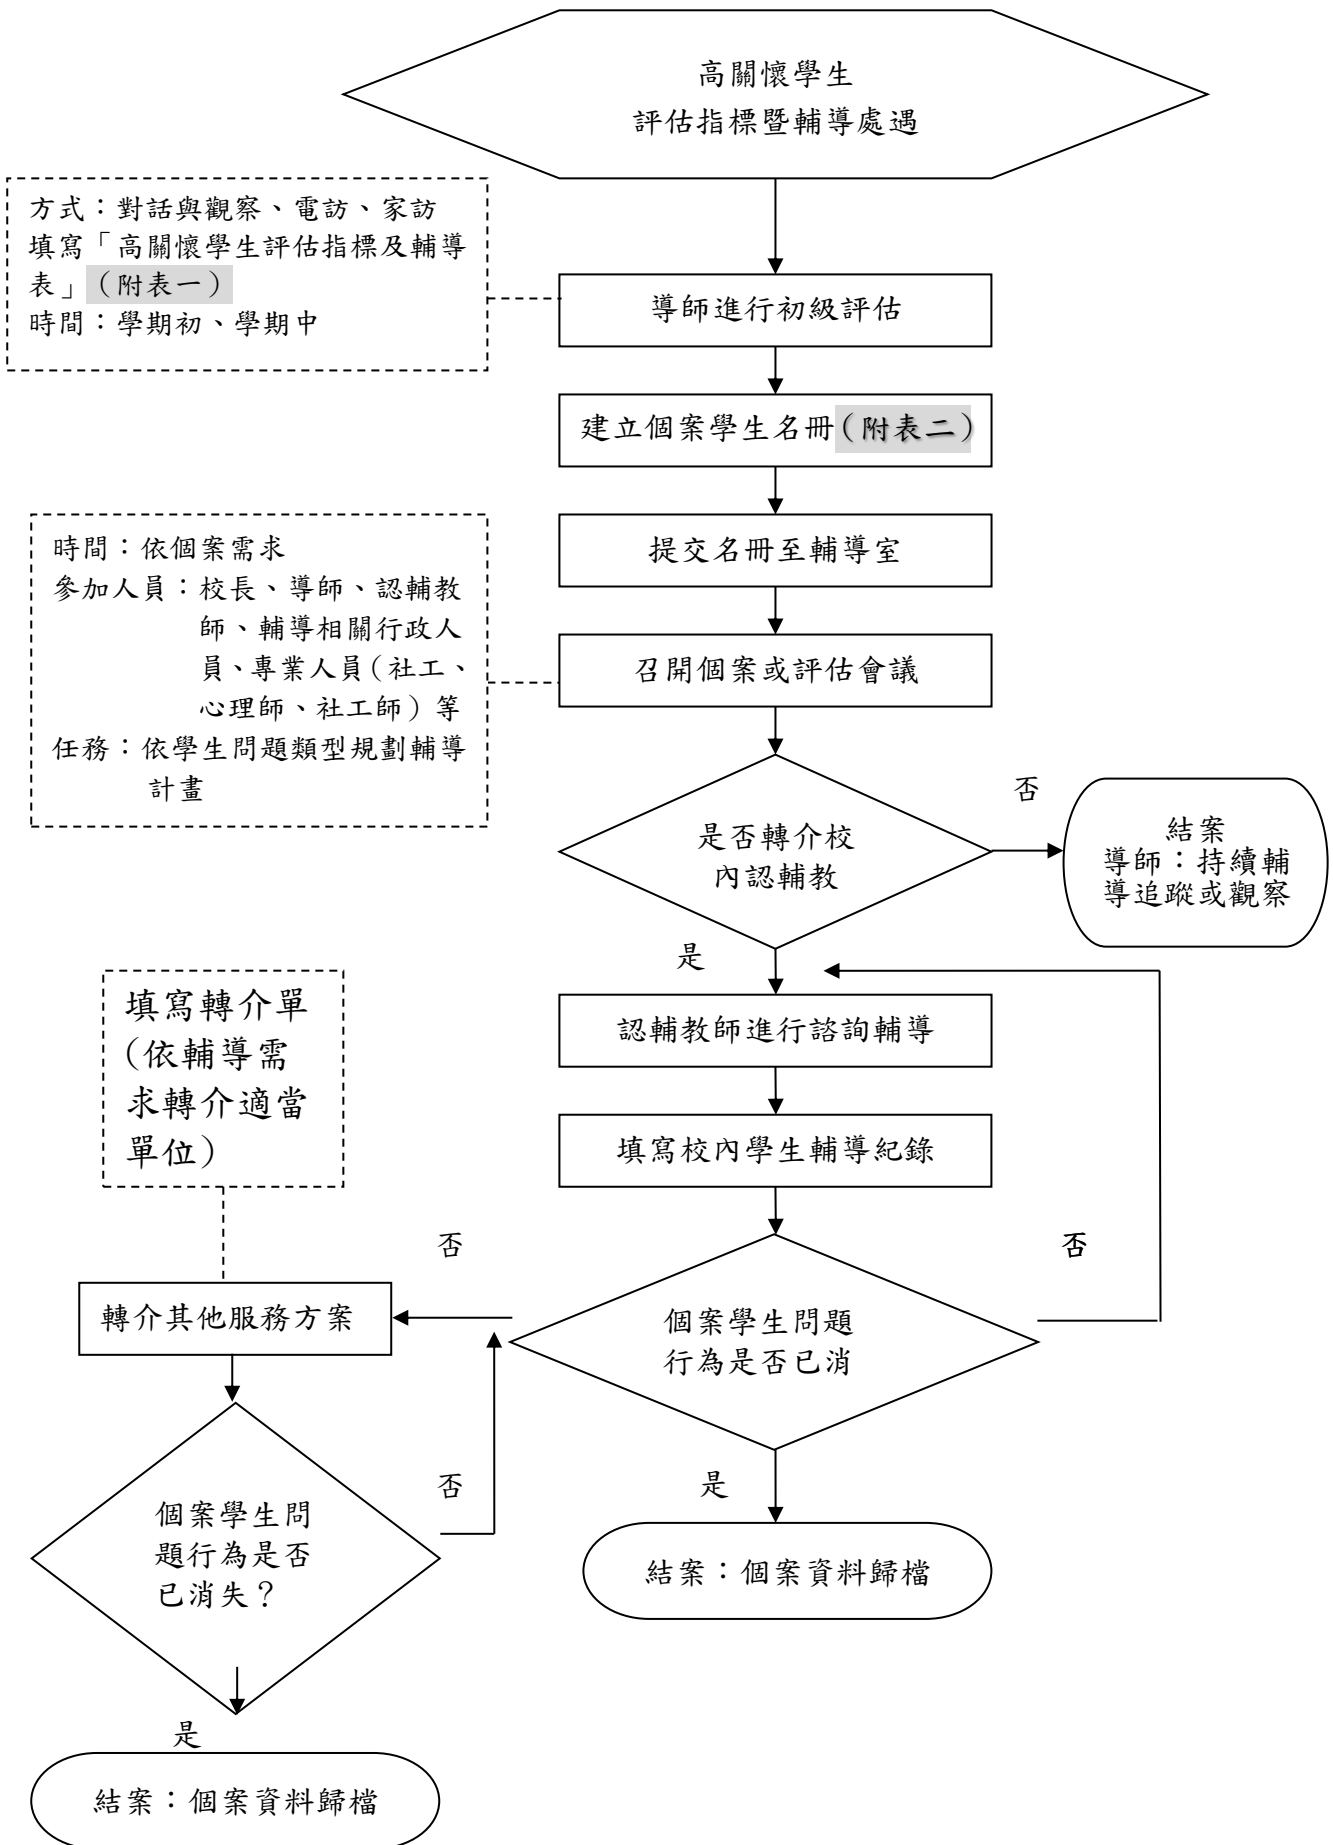 高關懷學生
評估指標暨輔導處遇
方式：對話與觀察、電訪、家訪
填寫「高關懷學生評估指標及輔導
表」（附表一）
時間：學期初、學期中
導師進行初級評估
建立個案學生名冊（附表二）
提交名冊至輔導室
時間：依個案需求
參加人員：校長、導師、認輔教
師、輔導相關行政人
員、專業人員（社工、
心理師、社工師）等
任務：依學生問題類型規劃輔導
計畫
召開個案或評估會議
是否轉介校
內認輔教
否
結案
導師：持續輔
導追蹤或觀察
是
認輔教師進行諮詢輔導
填寫校內學生輔導紀錄
填寫轉介單
(依輔導需
求轉介適當
單位)
否
否
轉介其他服務方案
個案學生問題
行為是否已消
是
否
個案學生問
題行為是否
已消失？
結案：個案資料歸檔
是
結案：個案資料歸檔